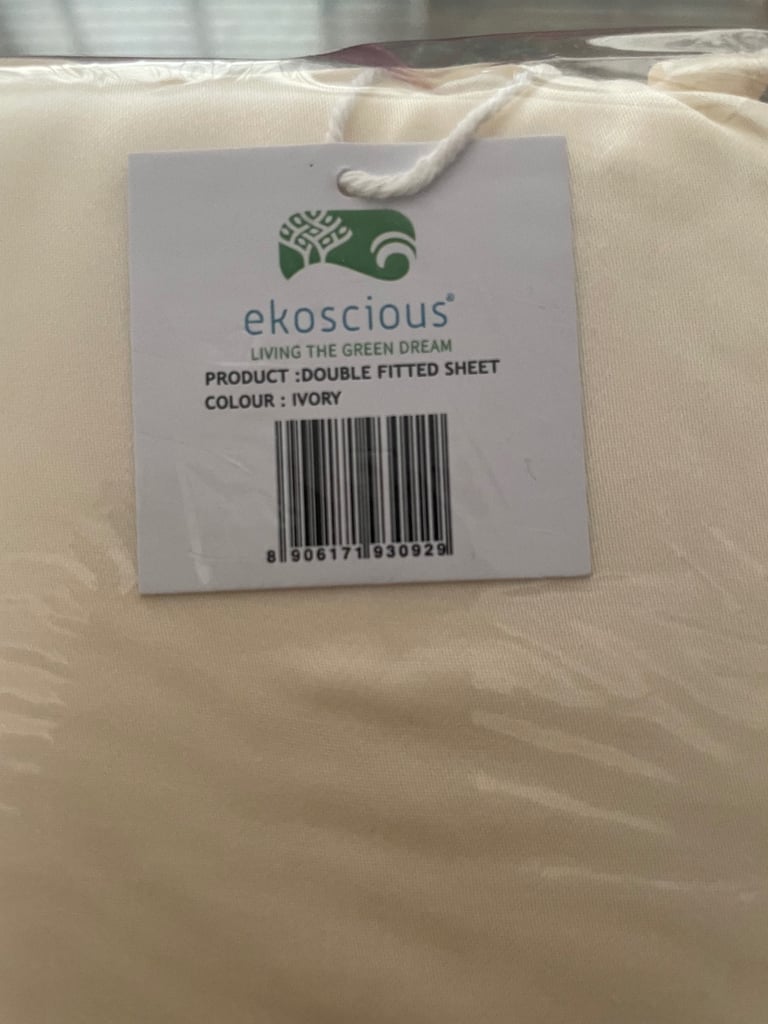 ekoscious®
LIVING THE GREEN DREAM
PRODUCT :DOUBLE FITTED SHEET
COLOUR : IVORY
8 906171 930929